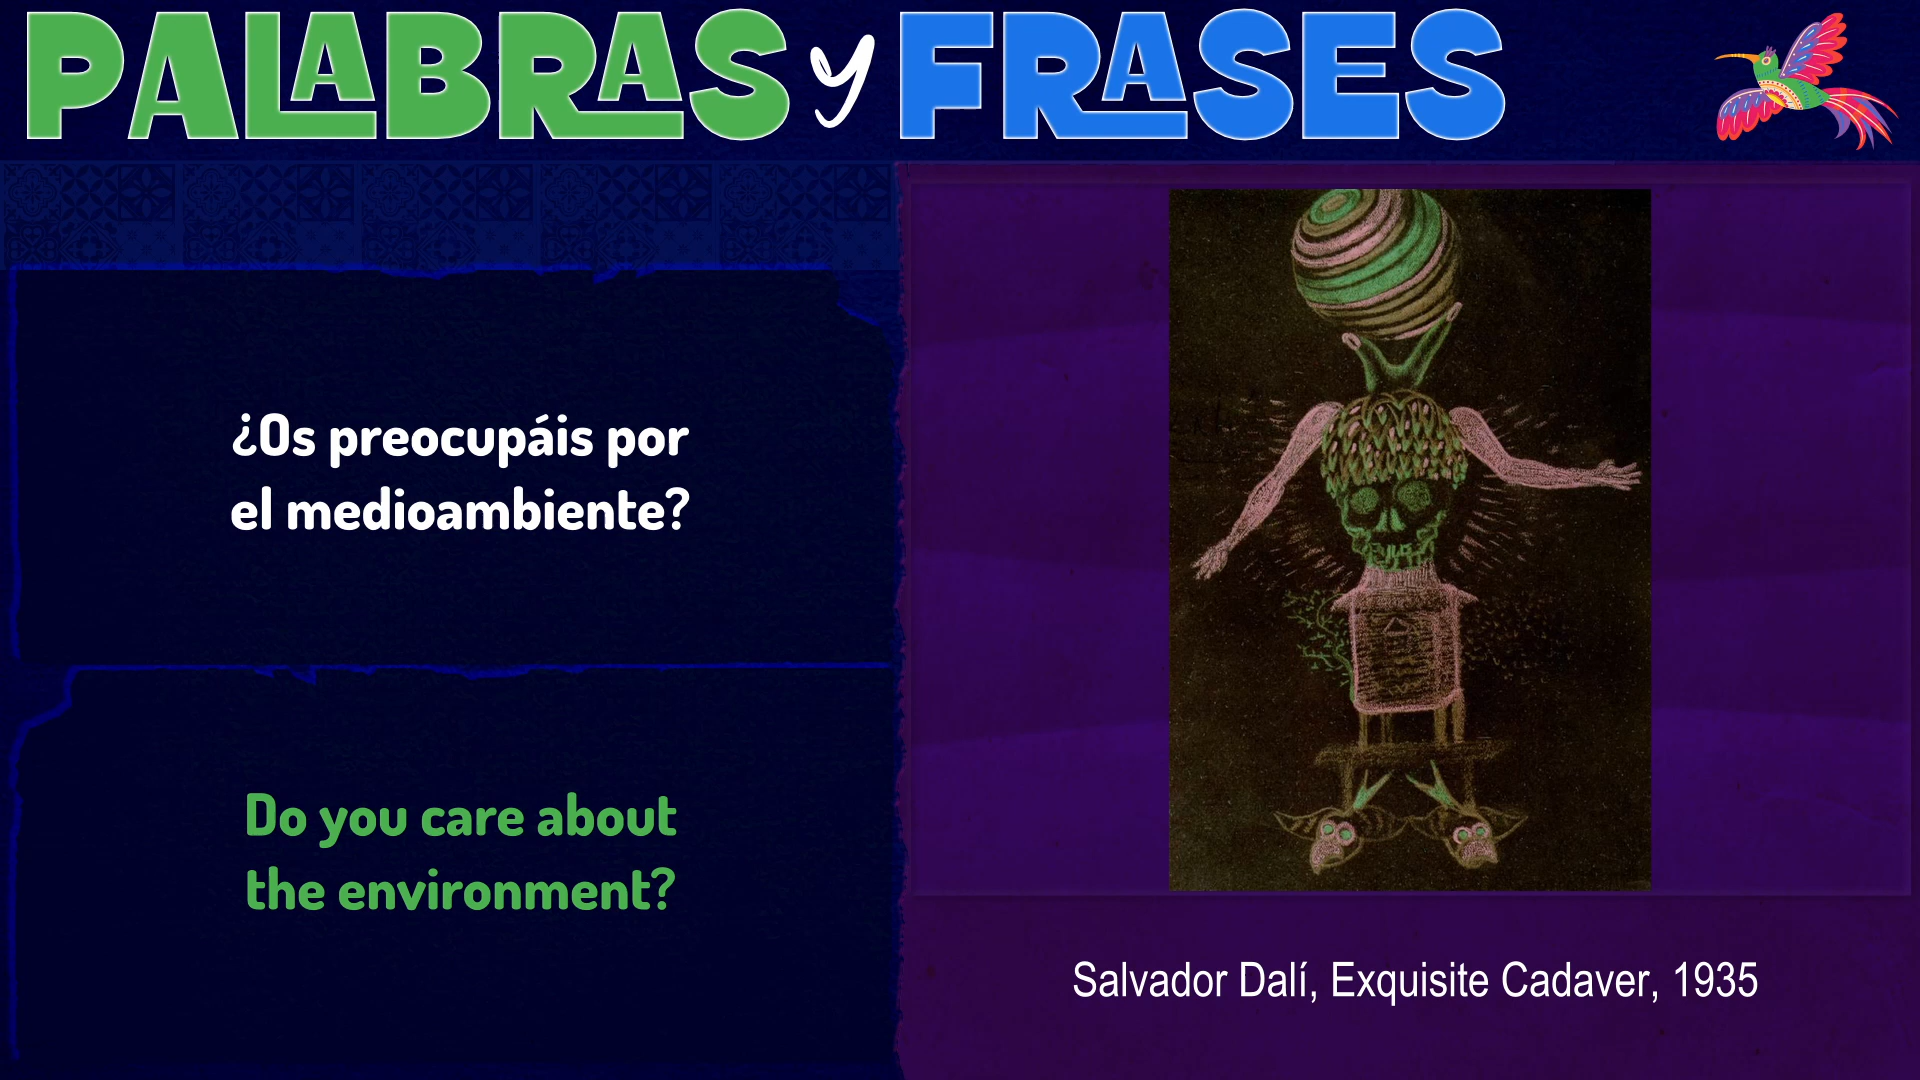 PALABRAS y FRASES
¿Os preocupáis por
el medioambiente?
Do you care about
the environment?
Salvador Dalí, Exquisite Cadaver, 1935